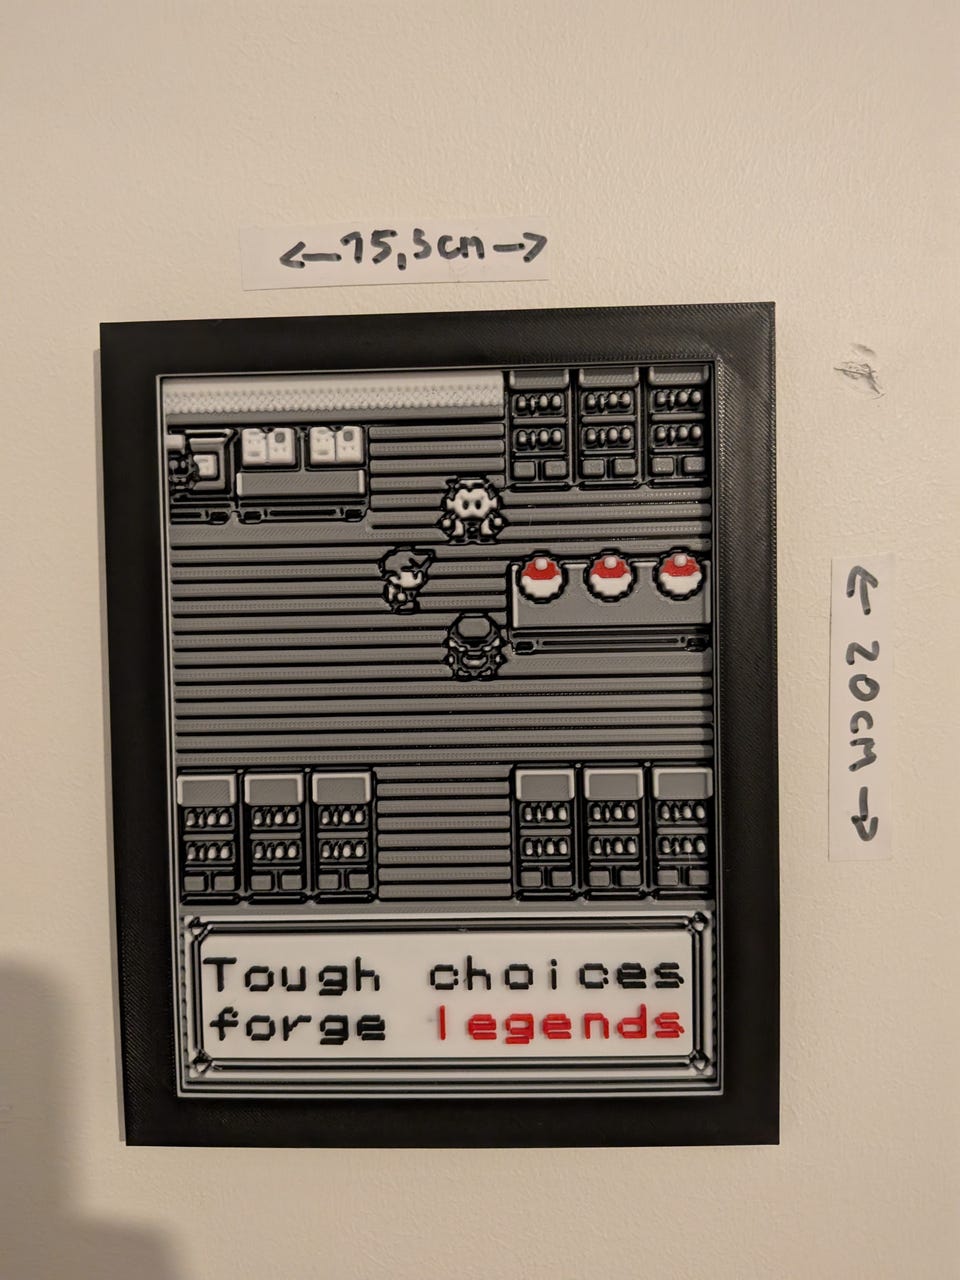 ←15,5cm→
← 20cm →
Tough choices
forge legends